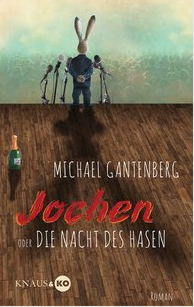 MICHAEL GANTENBERG
Jochen
ODER DIE NACHT DES HASEN
KNAUS&KO
ROMAN